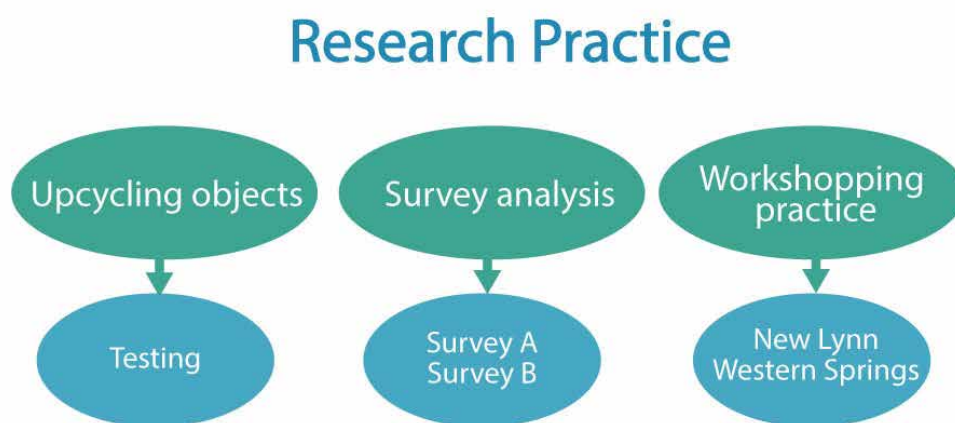 Research Practice
Upcycling objects
Survey analysis
Workshopping
practice
Testing
Survey A
Survey B
New Lynn
Western Springs